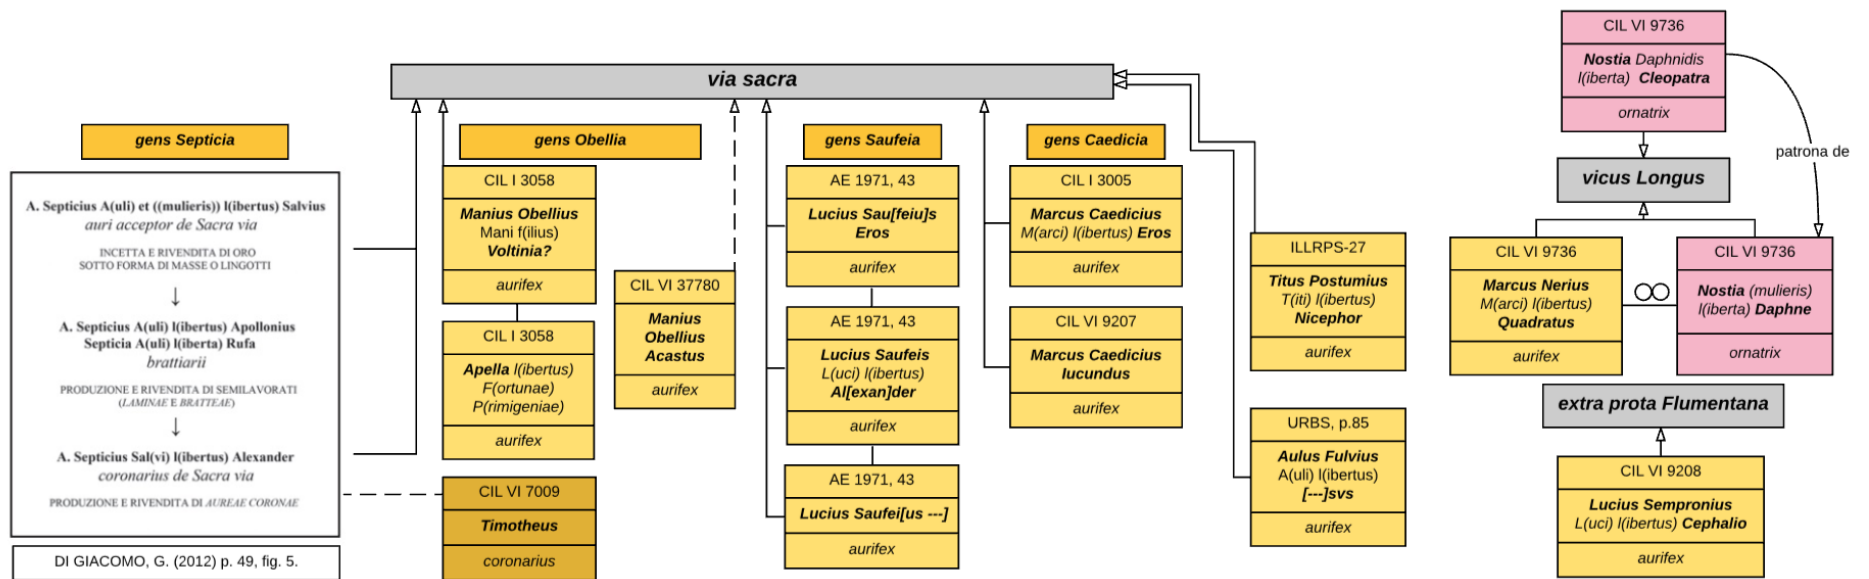 via sacra
gens Septicia
A. Septicius A(uli) et ((mulieris)) l(ibertus) Salvius
auri acceptor de Sacra via
INCETTA E RIVENDITA DI ORO
SOTTO FORMA DI MASSE O LINGOTTI
↓
A. Septicius A(uli) l(ibertus) Apollonius
Septicia A(uli) l(iberta) Rufa
brattiarii
PRODUZIONE E RIVENDITA DI SEMILAVORATI
(LAMINAE E BRATTEAE)
↓
A. Septicius Sal(vi) l(ibertus) Alexander
coronarius de Sacra via
PRODUZIONE E RIVENDITA DI AUREAE CORONAE
DI GIACOMO, G. (2012) p. 49, fig. 5.
gens Obellia
CIL I 3058
Manius Obellius
Mani f(ilius)
Voltinia?
aurifex
CIL I 3058
Apella l(ibertus)
F(ortunae)
P(rimigeniae)
aurifex
CIL VI 7009
Timotheus
coronarius
CIL VI 37780
Manius
Obellius
Acastus
aurifex
gens Saufeia
AE 1971, 43
Lucius Sau[feiu]s
Eros
aurifex
AE 1971, 43
Lucius Saufeis
L(uci) l(ibertus)
Al[exan]der
aurifex
AE 1971, 43
Lucius Saufei[us ---]
aurifex
gens Caedicia
CIL I 3005
Marcus Caedicius
M(arci) l(ibertus) Eros
aurifex
CIL VI 9207
Marcus Caedicius
Iucundus
aurifex
ILLRPS-27
Titus Postumius
T(iti) l(ibertus)
Nicephor
aurifex
URBS, p.85
Aulus Fulvius
A(uli) l(ibertus)
[---]svs
aurifex
CIL VI 9736
Nostia Daphnidis
l(iberta) Cleopatra
ornatrix
patrona de
vicus Longus
CIL VI 9736
Marcus Nerius
M(arci) l(ibertus)
Quadratus
aurifex
CIL VI 9736
Nostia (mulieris)
l(iberta) Daphne
ornatrix
extra prota Flumentana
CIL VI 9208
Lucius Sempronius
L(uci) l(ibertus) Cephalio
aurifex